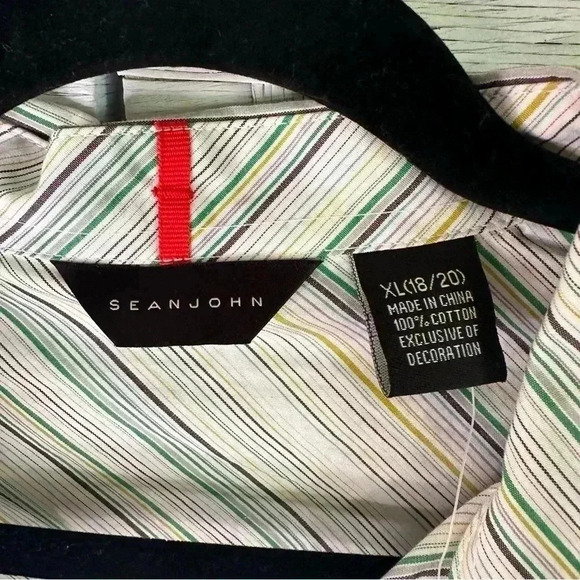 SEANJOHN
XL(18/20)
MADE IN CHINA
100% COTTON
EXCLUSIVE OF
DECORATION